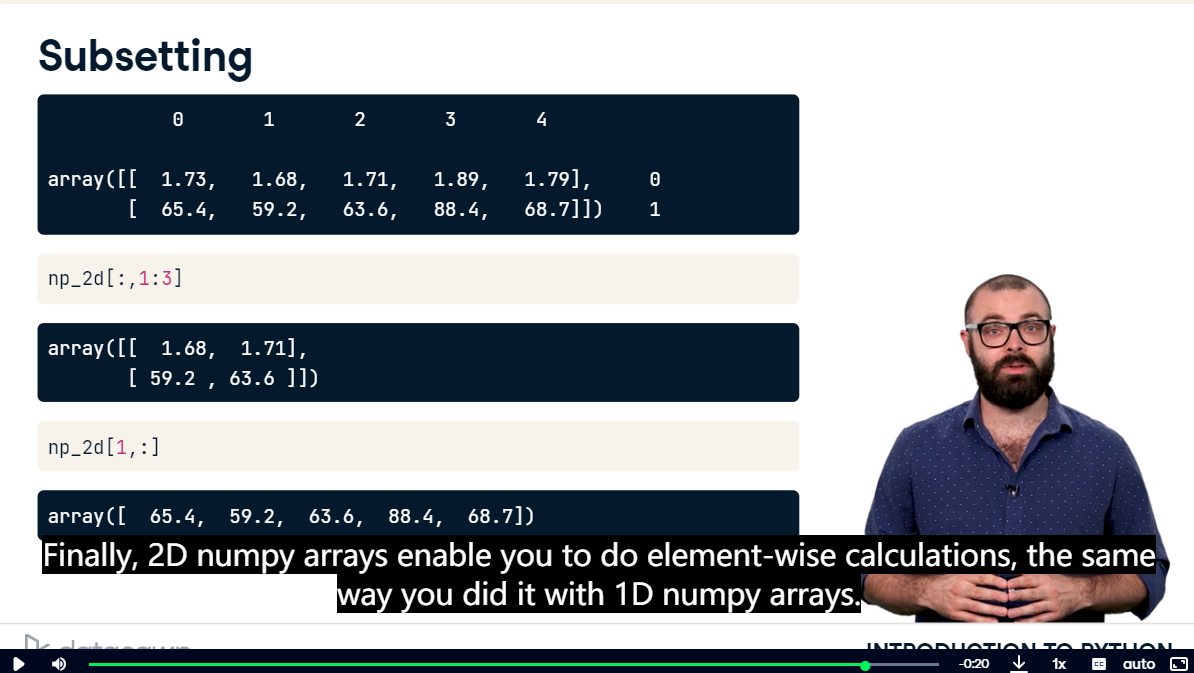 Subsetting
0 1 2 3 4
array([[ 1.73, 1.68, 1.71, 1.89, 1.79], 0
[ 65.4, 59.2, 63.6, 88.4, 68.7]]) 1
np_2d[:,1:3]
array([[ 1.68, 1.71],
[ 59.2 , 63.6 ]])
np_2d[1,:]
array([ 65.4, 59.2, 63.6, 88.4, 68.7])
Finally, 2D numpy arrays enable you to do element-wise calculations, the same
way you did it with 1D numpy arrays.
datacamp
INTRODUCTION TO PYTHON
-0:20 1x CC auto